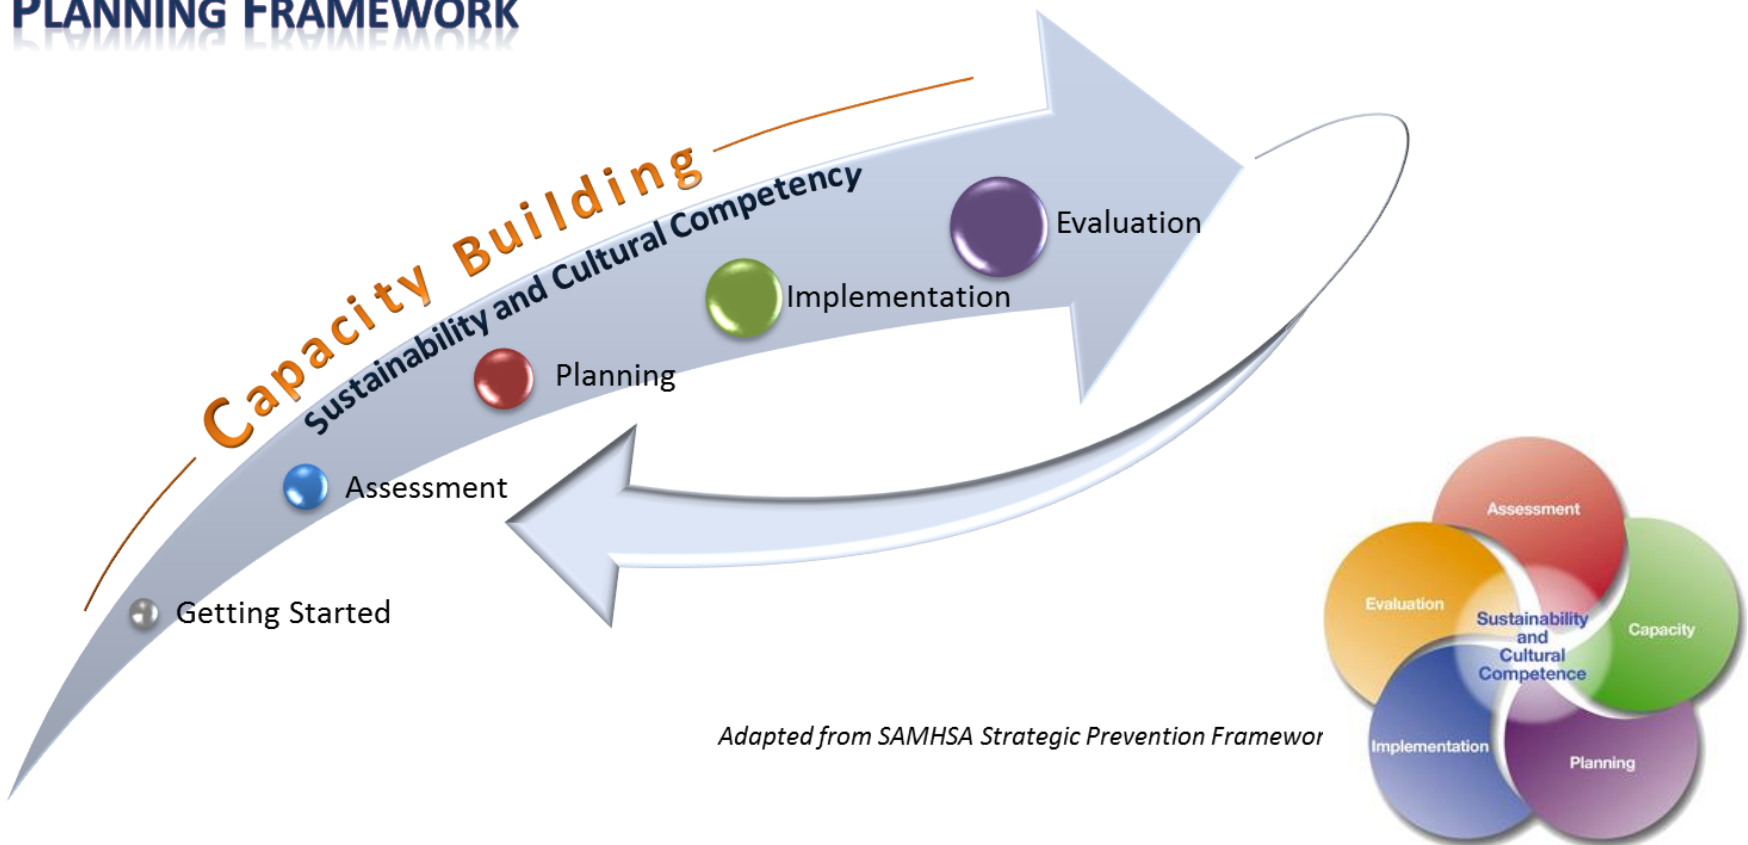 PLANNING FRAMEWORK
Capacity Building
Sustainability and Cultural Competency
Evaluation
Implementation
Planning
Assessment
Getting Started
Adapted from SAMHSA Strategic Prevention Framewor
Assessment
Evaluation
Capacity
Sustainability
and
Cultural
Competence
Implementation
Planning